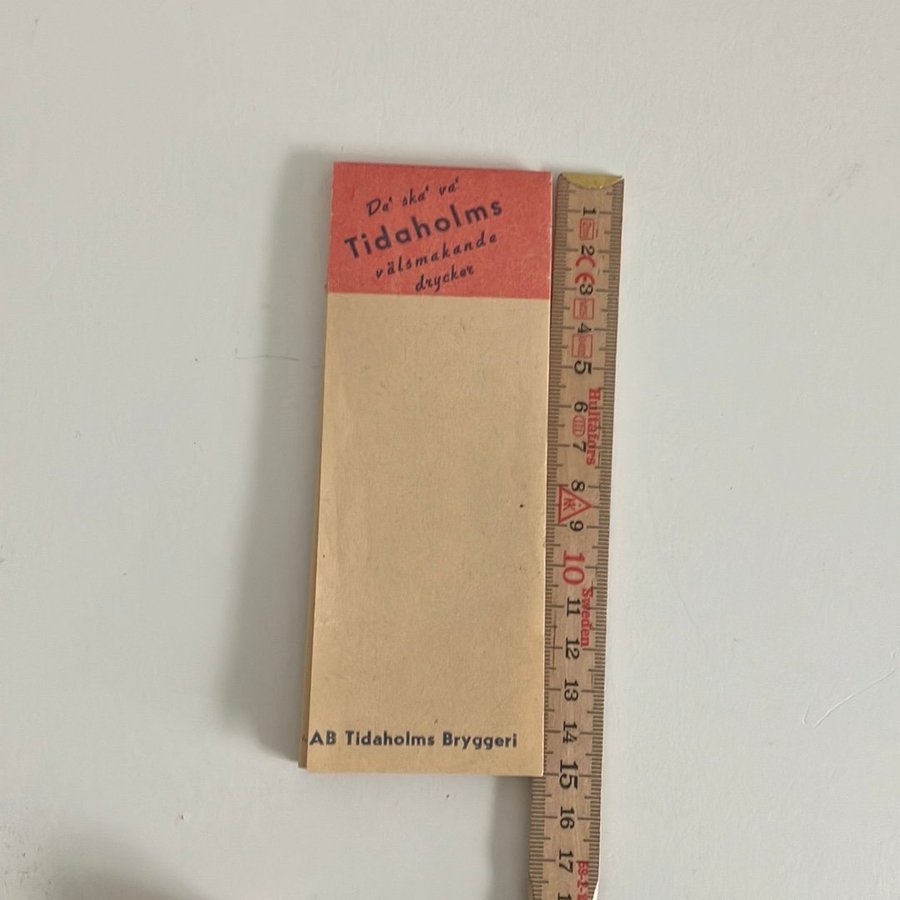 Da' ska' va'
Tidaholms
välsmakande
drycker
AB Tidaholms Bryggeri
1
2
3
4
5
6
Hultafors
7
8
9
10
Sweden
11
12
13
14
15
16
17